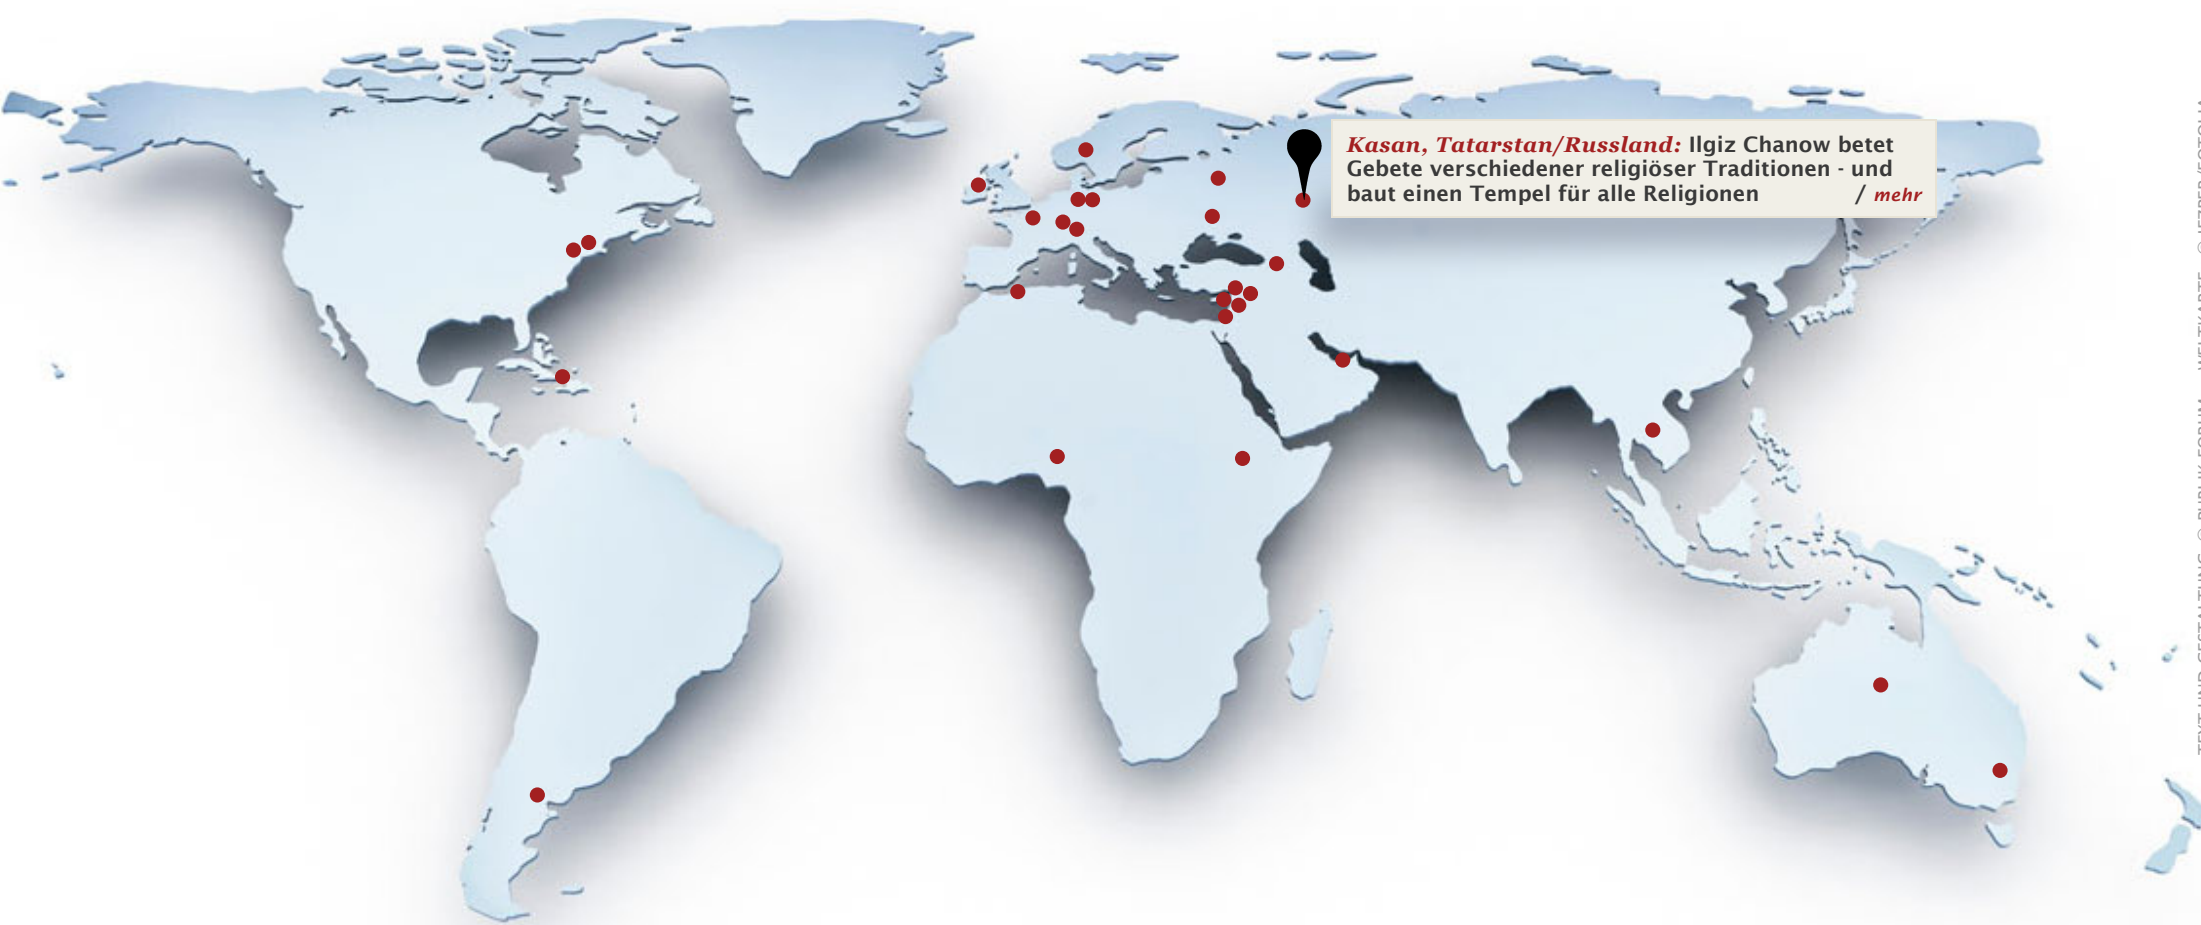 Kasan, Tatarstan/Russland: Ilgiz Chanow betet
Gebete verschiedener religiöser Traditionen - und
baut einen Tempel für alle Religionen / mehr